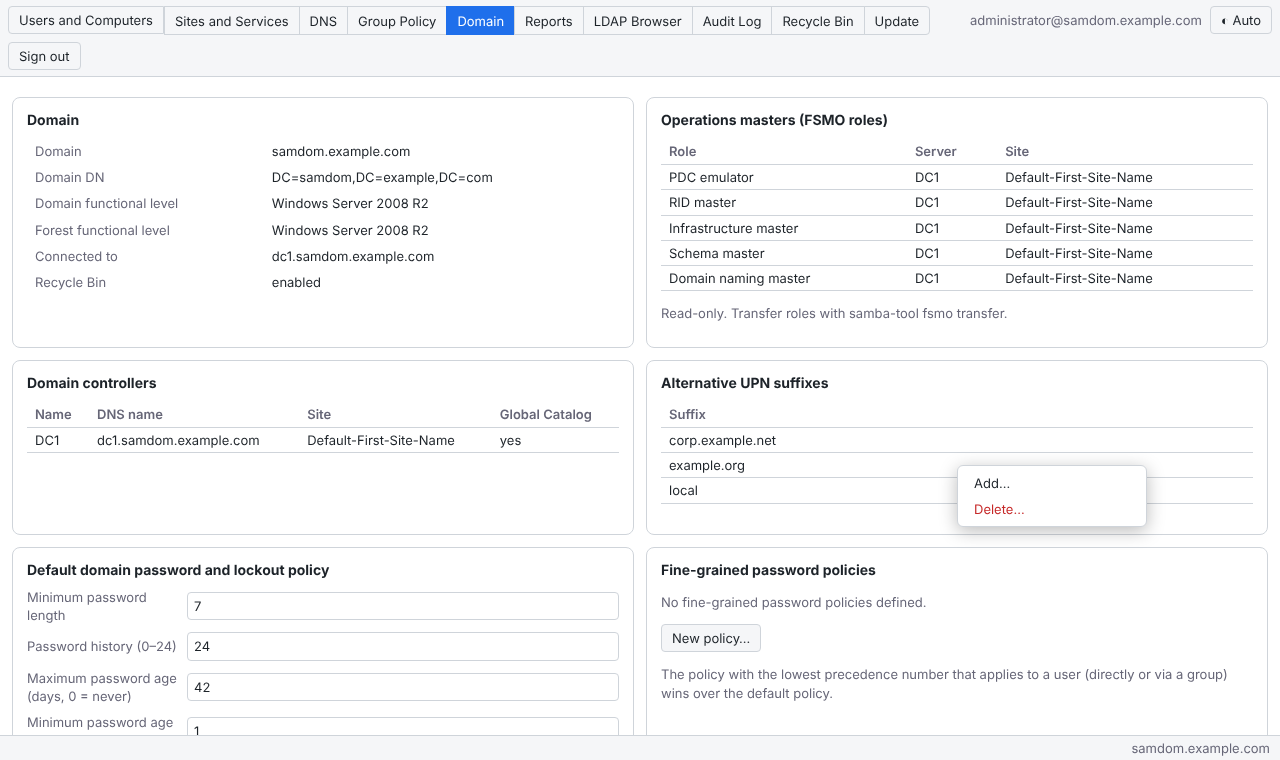 Users and Computers Sites and Services DNS Group Policy Domain Reports LDAP Browser Audit Log Recycle Bin Update administrator@samdom.example.com Auto
Sign out
Domain
Domain samdom.example.com
Domain DN DC=samdom,DC=example,DC=com
Domain functional level Windows Server 2008 R2
Forest functional level Windows Server 2008 R2
Connected to dc1.samdom.example.com
Recycle Bin enabled
Operations masters (FSMO roles)
Role Server Site
PDC emulator DC1 Default-First-Site-Name
RID master DC1 Default-First-Site-Name
Infrastructure master DC1 Default-First-Site-Name
Schema master DC1 Default-First-Site-Name
Domain naming master DC1 Default-First-Site-Name
Read-only. Transfer roles with samba-tool fsmo transfer.
Domain controllers
Name DNS name Site Global Catalog
DC1 dc1.samdom.example.com Default-First-Site-Name yes
Alternative UPN suffixes
Suffix
corp.example.net
example.org
local
Add...
Delete...
Default domain password and lockout policy
Minimum password
length 7
Password history (0–24) 24
Maximum password age
(days, 0 = never) 42
Minimum password age 1
Fine-grained password policies
No fine-grained password policies defined.
New policy...
The policy with the lowest precedence number that applies to a user (directly or via a group)
wins over the default policy.
samdom.example.com